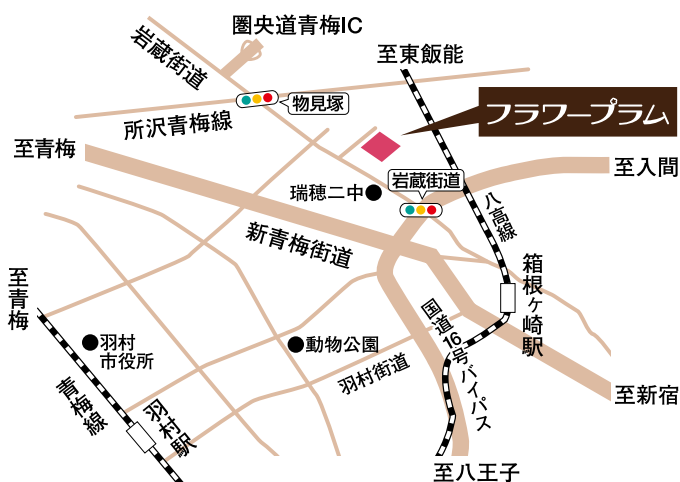 圏央道青梅IC
岩蔵街道
至東飯能
物見塚
フラワープラム
所沢青梅線
至青梅
至入間
岩蔵街道
瑞穂二中
八高線
新青梅街道
箱根ヶ崎駅
至青梅
国道16号バイパス
羽村
市役所
動物公園
羽村街道
至新宿
青梅線
羽村駅
至八王子